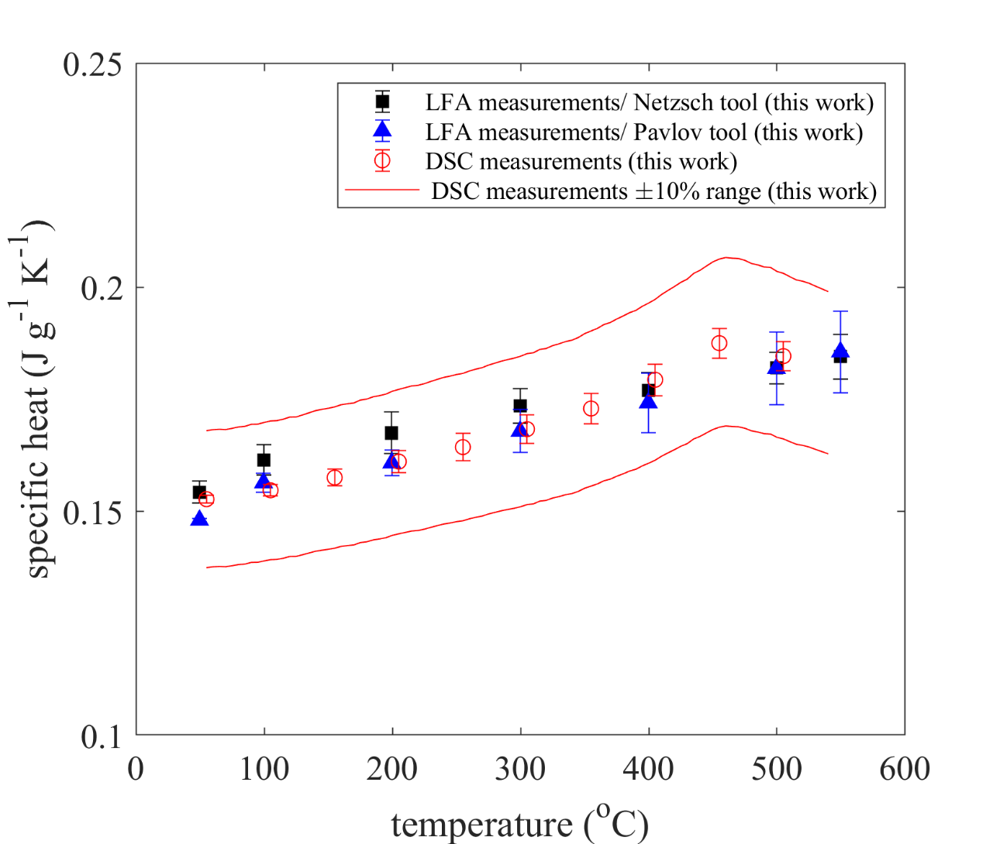 0.25
0.2
0.15
0.1
specific heat (J g-1 K-1)
LFA measurements/ Netzsch tool (this work)
LFA measurements/ Pavlov tool (this work)
DSC measurements (this work)
DSC measurements ±10% range (this work)
0 100 200 300 400 500 600
temperature (oC)